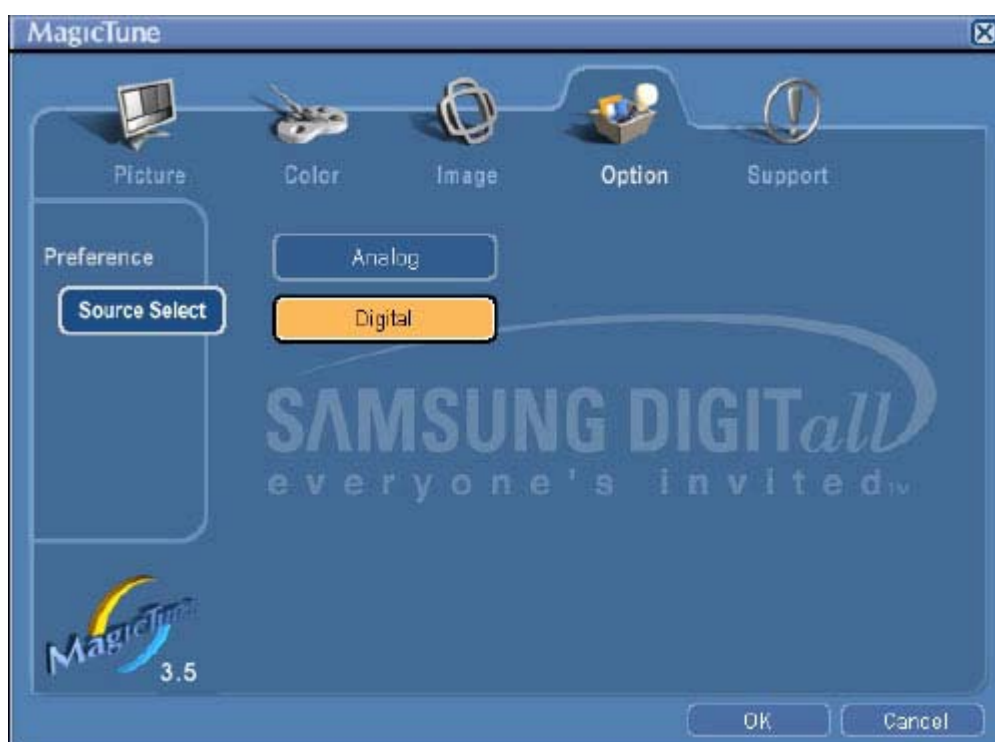 MagicTune
Picture Color Image Option Support
Preference
Source Select
Analog
Digital
SAMSUNG DIGITall
everyone's invited TM
MagicTune
3.5
OK Cancel